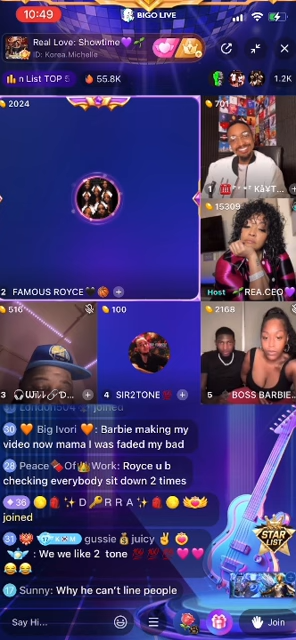 10:49
BIGO LIVE
Real Love: Showtime💜
ID: Korea.Michelle
n List TOP 5
55.8K
1.2K
2024
701
1
15309
Host REA.CEO
2 FAMOUS ROYCE🖤🏀
516
100
2168
3
4 SIR2TONE
5 BOSS BARBIE...
London504 joined
30 🧡 Big Ivori 🧡 : Barbie making my
video now mama I was faded my bad
28 Peace Of Work: Royce u b
checking everybody sit down 2 times
36 D R R A
joined
31 gussie juicy
: We we like 2 tone 💯💯💯
😂😂
17 Sunny: Why he can’t line people
STAR
LIST
Say Hi...
Join